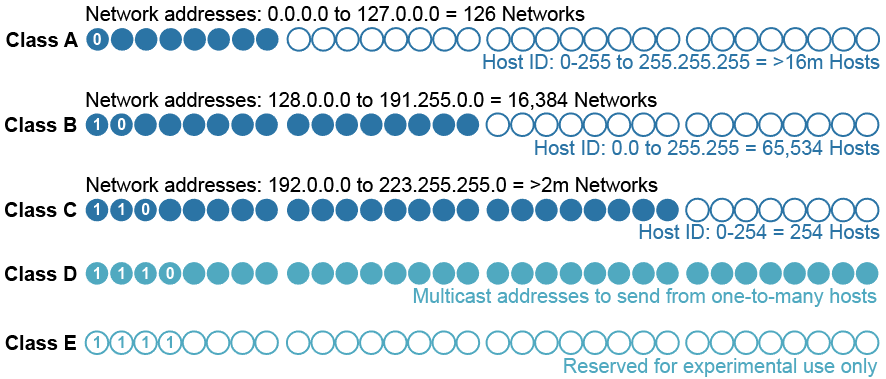 Network addresses: 0.0.0.0 to 127.0.0.0 = 126 Networks
Class A 0
Host ID: 0-255 to 255.255.255 = >16m Hosts
Network addresses: 128.0.0.0 to 191.255.0.0 = 16,384 Networks
Class B 1 0
Host ID: 0.0 to 255.255 = 65,534 Hosts
Network addresses: 192.0.0.0 to 223.255.255.0 = >2m Networks
Class C 1 1 0
Host ID: 0-254 = 254 Hosts
Class D 1 1 1 0
Multicast addresses to send from one-to-many hosts
Class E 1 1 1 1
Reserved for experimental use only